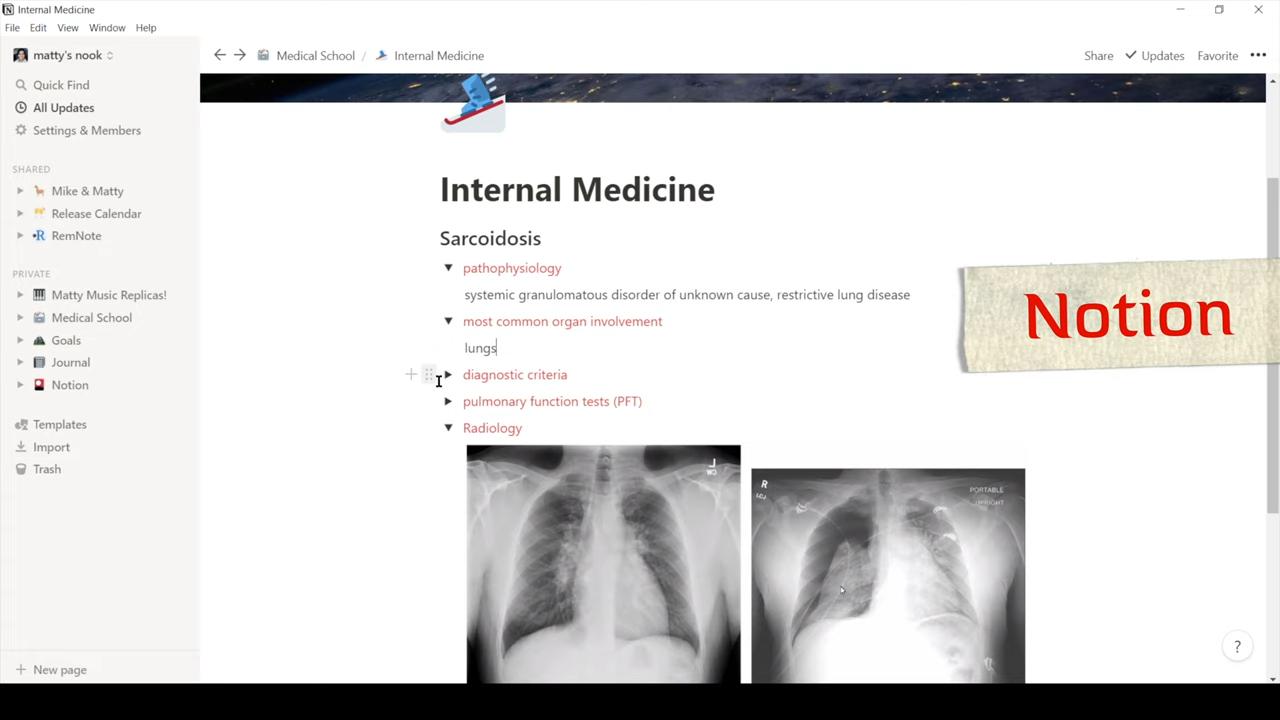 Internal Medicine
File Edit View Window Help
matty's nook
Medical School / Internal Medicine
Share Updates Favorite
Quick Find
All Updates
Settings & Members
SHARED
Mike & Matty
Release Calendar
RemNote
PRIVATE
Matty Music Replicas!
Medical School
Goals
Journal
Notion
Templates
Import
Trash
New page
Internal Medicine
Sarcoidosis
pathophysiology
systemic granulomatous disorder of unknown cause, restrictive lung disease
most common organ involvement
lungs
diagnostic criteria
pulmonary function tests (PFT)
Radiology
L
R
PORTABLE
UPRIGHT
Notion
?